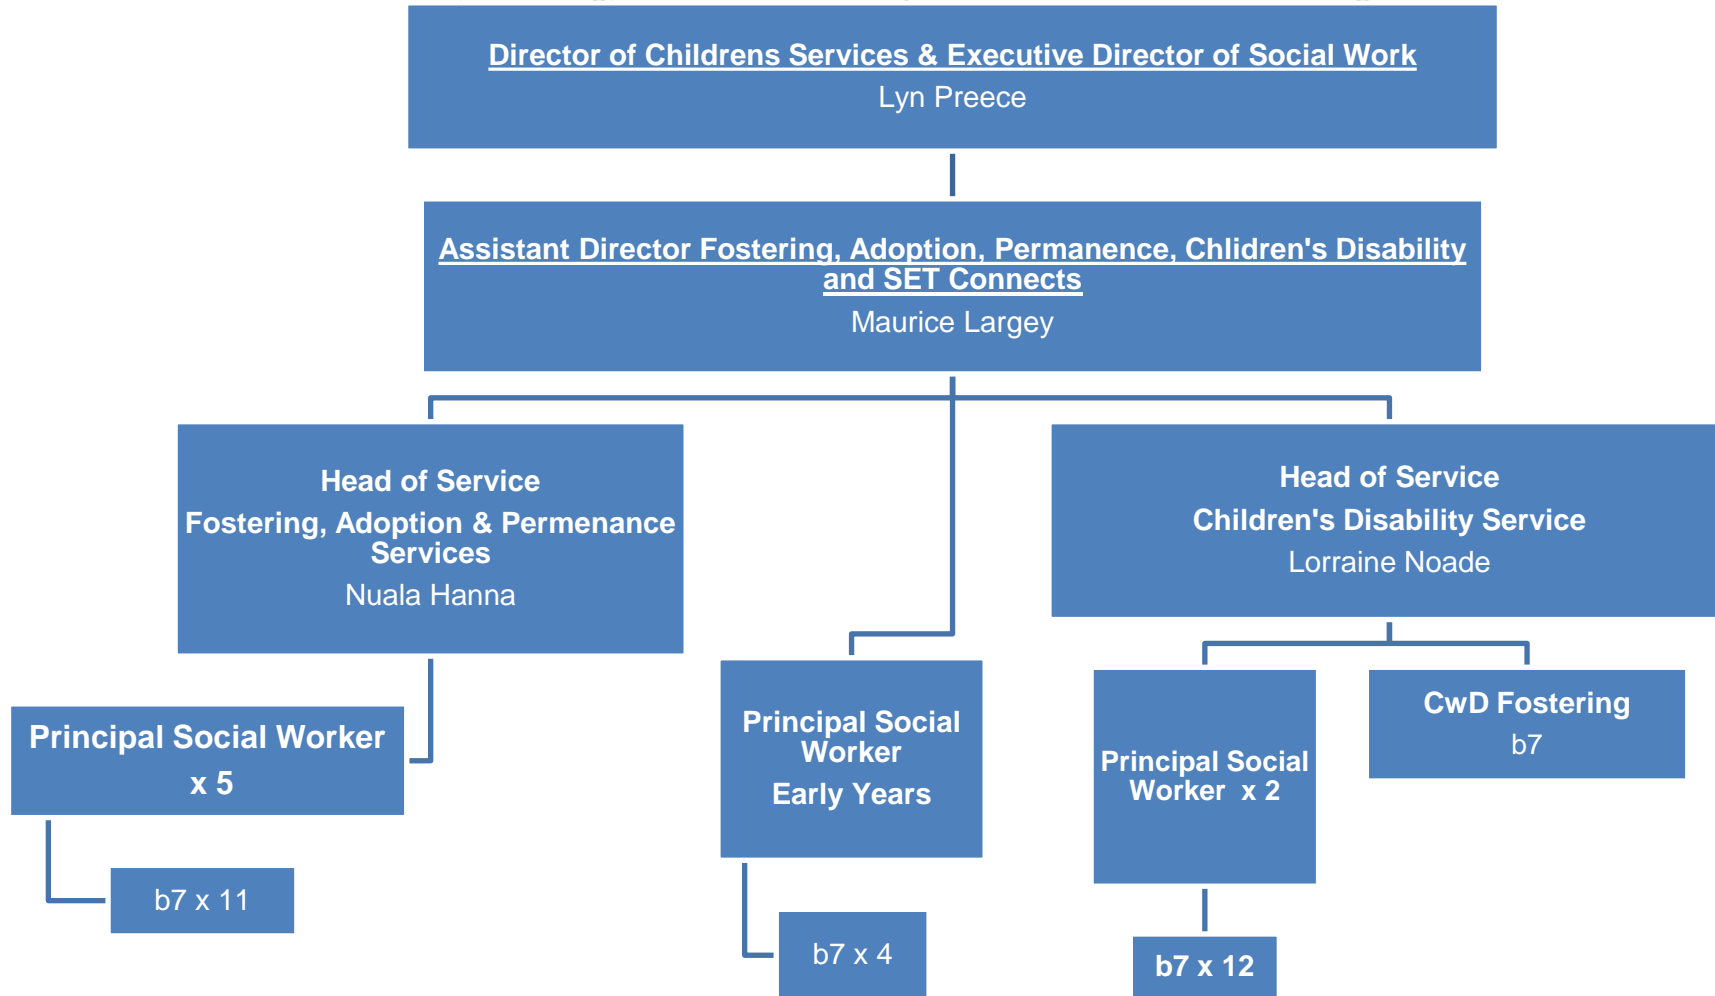 Director of Childrens Services & Executive Director of Social Work
Lyn Preece
Assistant Director Fostering, Adoption, Permanence, Chlidren's Disability
and SET Connects
Maurice Largey
Head of Service
Fostering, Adoption & Permenance
Services
Nuala Hanna
Head of Service
Children's Disability Service
Lorraine Noade
Principal Social Worker
x 5
b7 x 11
Principal Social
Worker
Early Years
b7 x 4
Principal Social
Worker x 2
b7 x 12
CwD Fostering
b7